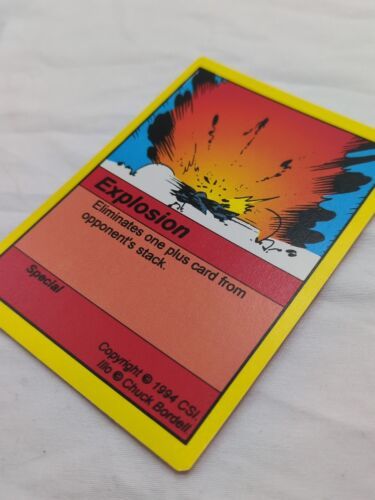 Explosion
Eliminates one plus card from
opponent's stack.
Special
Copyright © 1994 CSI.
Illo © Chuck Bordell.